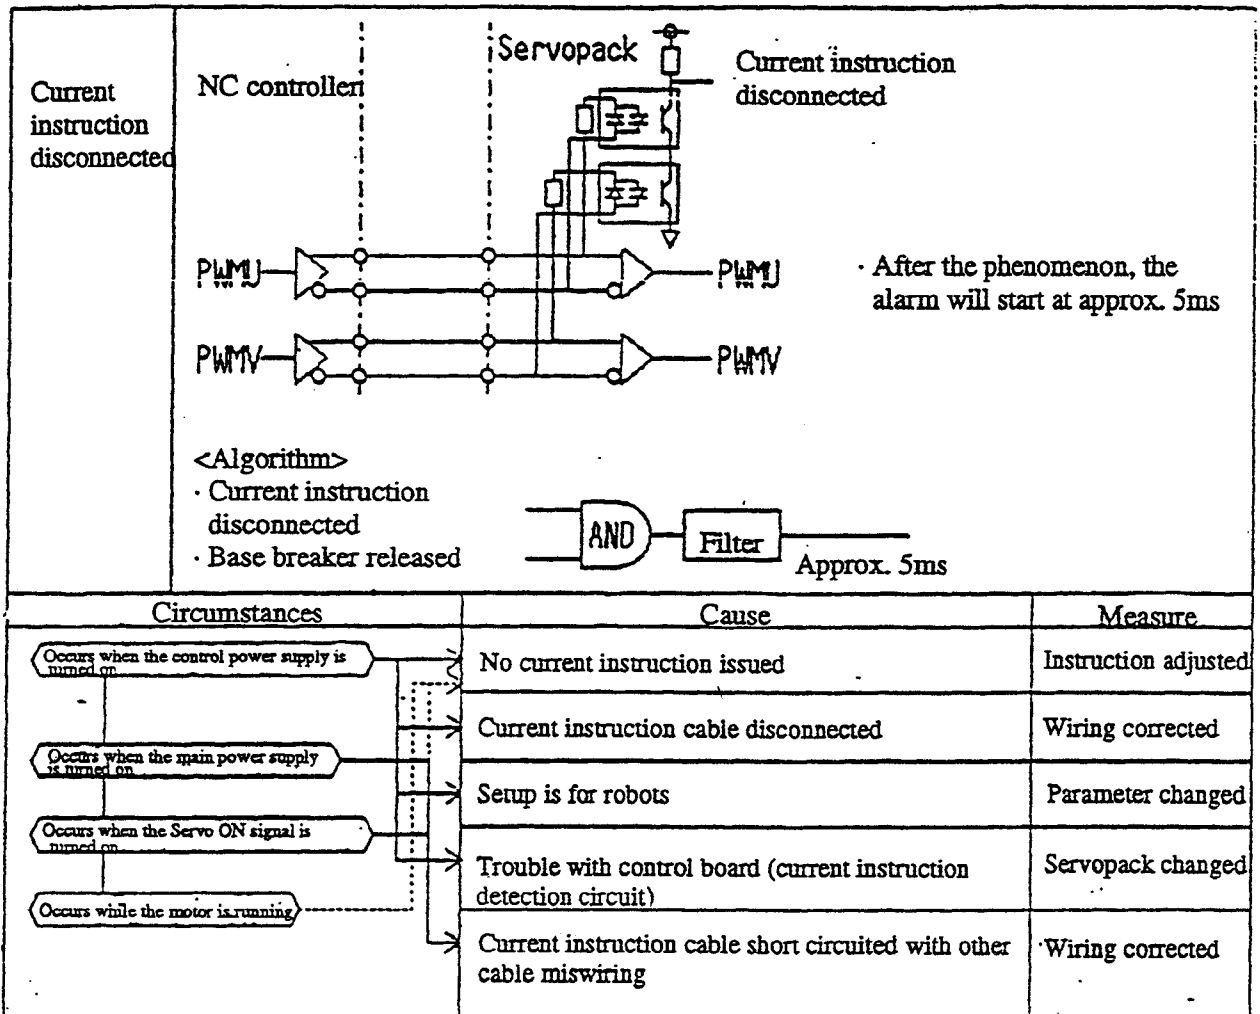 Current
instruction
disconnected
NC controller
Servopack
Current instruction
disconnected
PWMU
PWMU
· After the phenomenon, the
alarm will start at approx. 5ms
PWMV
PWMV
<Algorithm>
· Current instruction
disconnected
· Base breaker released
AND
Filter
Approx. 5ms
Circumstances
Cause
Measure
Occurs when the control power supply is
turned on
No current instruction issued
Instruction adjusted
Current instruction cable disconnected
Wiring corrected
Occurs when the main power supply
is turned on
Setup is for robots
Parameter changed
Occurs when the Servo ON signal is
turned on
Trouble with control board (current instruction
detection circuit)
Servopack changed
Occurs while the motor is running
Current instruction cable short circuited with other
cable miswiring
Wiring corrected